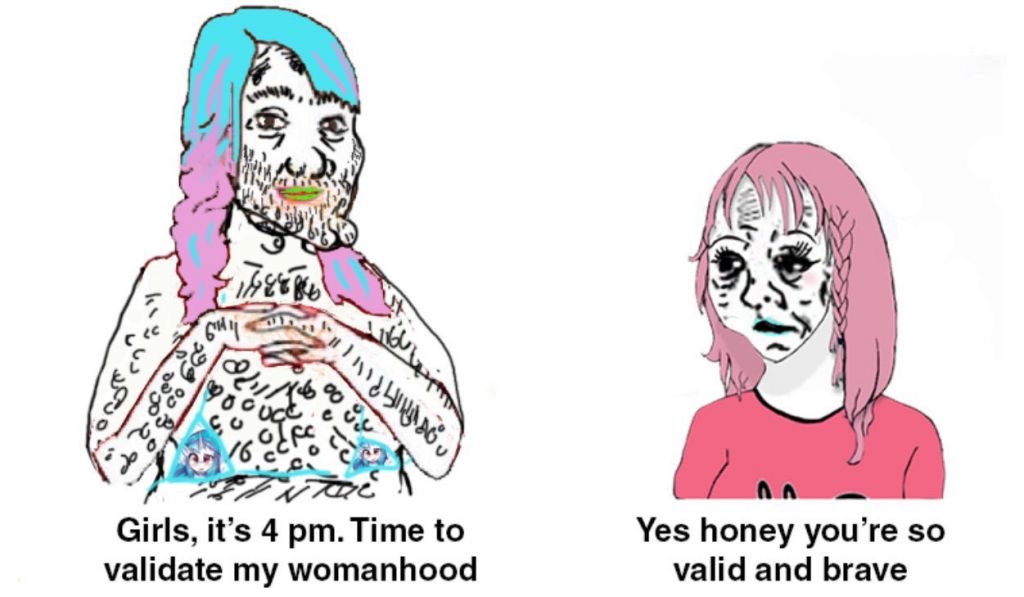 Girls, it's 4 pm. Time to
validate my womanhood
Yes honey you're so
valid and brave